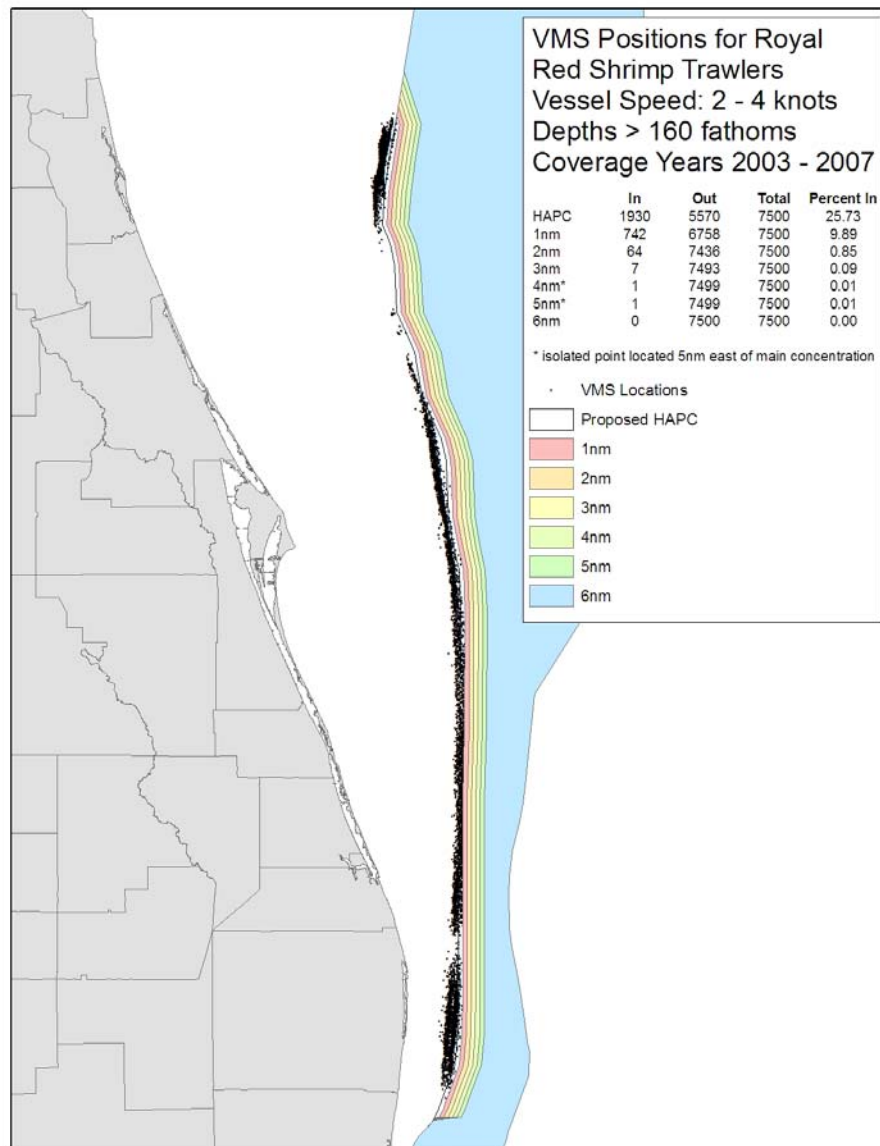 VMS Positions for Royal
Red Shrimp Trawlers
Vessel Speed: 2 - 4 knots
Depths > 160 fathoms
Coverage Years 2003 - 2007
In Out Total Percent In
HAPC 1930 5570 7500 25.73
1nm 742 6758 7500 9.89
2nm 64 7436 7500 0.85
3nm 7 7493 7500 0.09
4nm* 1 7499 7500 0.01
5nm* 1 7499 7500 0.01
6nm 0 7500 7500 0.00
* isolated point located 5nm east of main concentration
VMS Locations
Proposed HAPC
1nm
2nm
3nm
4nm
5nm
6nm